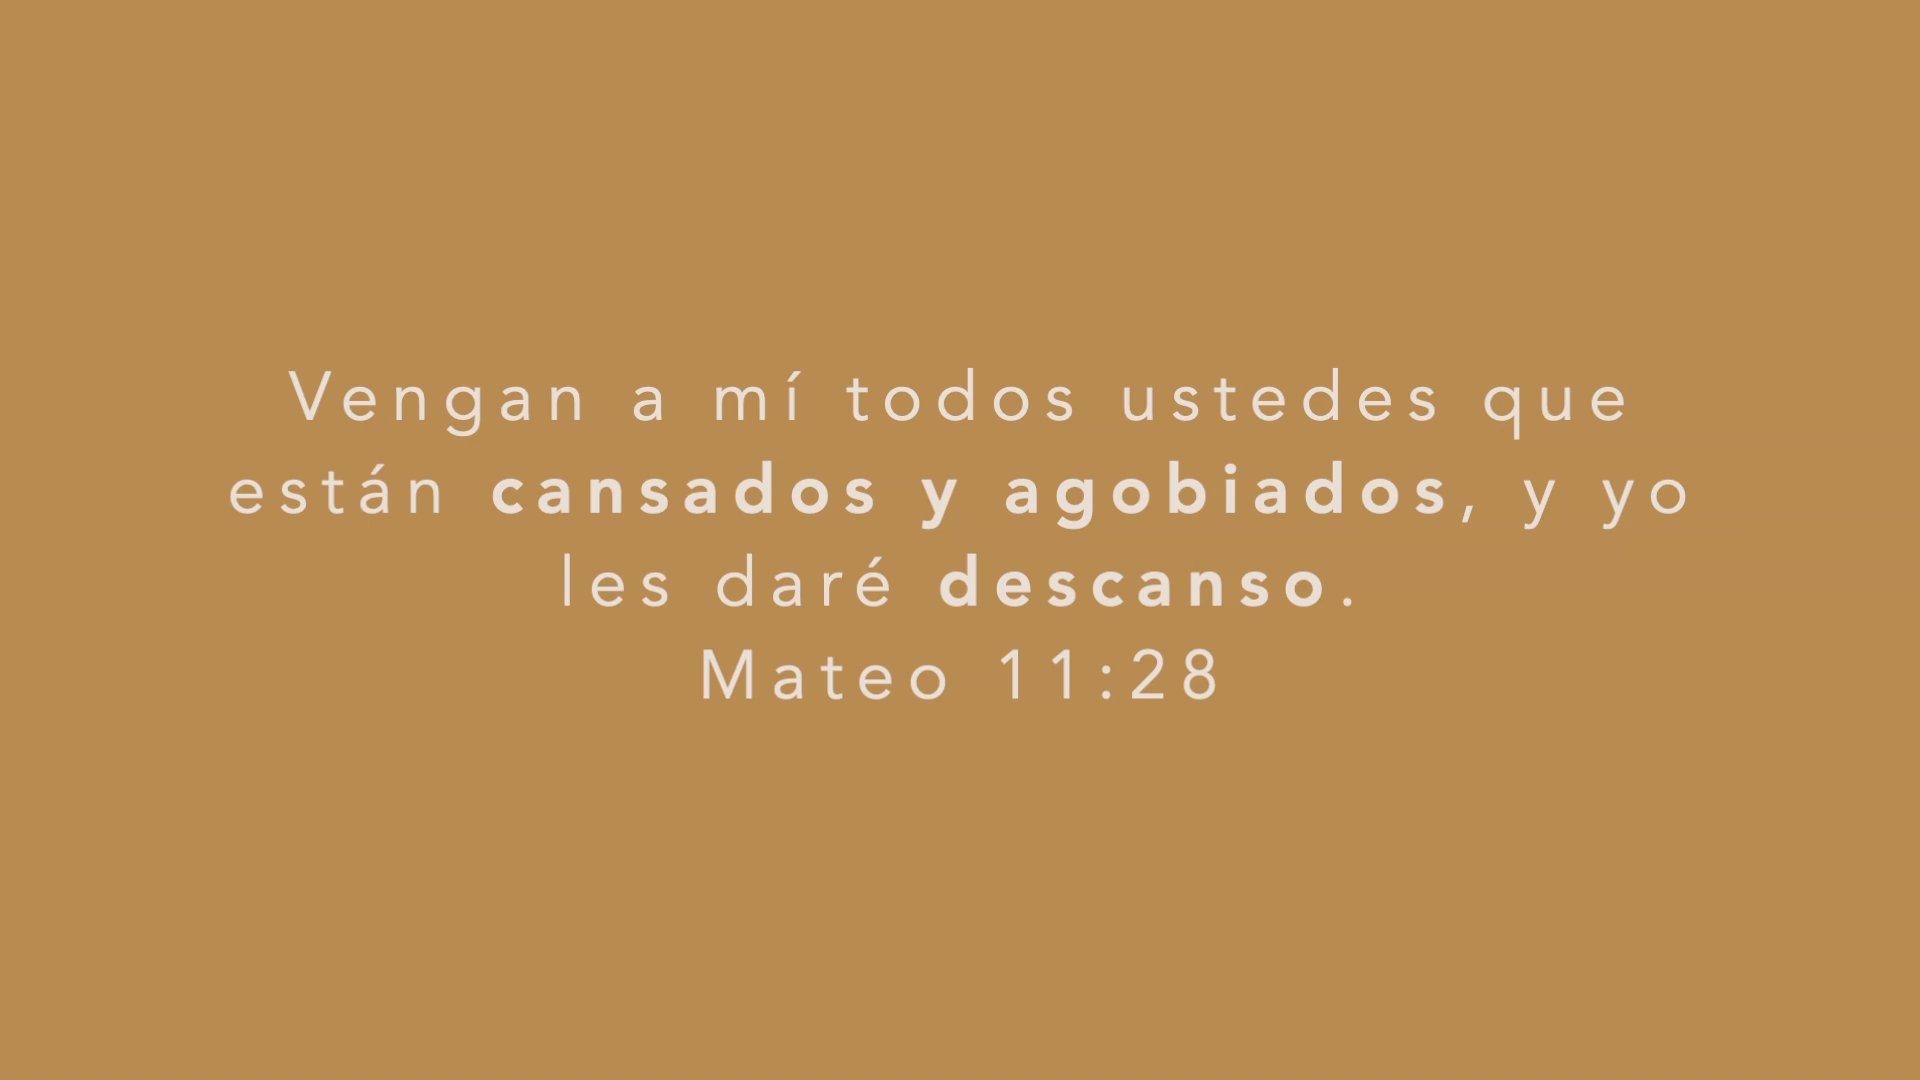 Vengan a mí todos ustedes que
están cansados y agobiados, y yo
les daré descanso.
Mateo 11:28